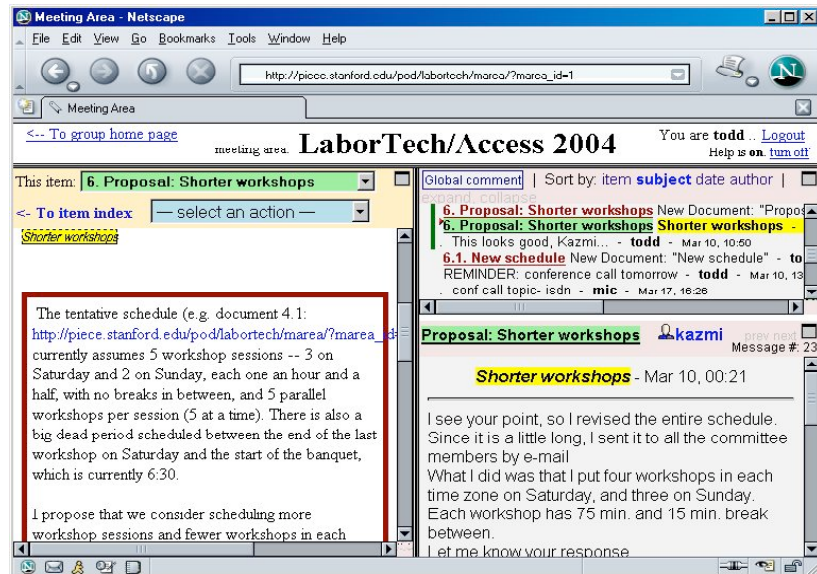 Meeting Area - Netscape
File Edit View Go Bookmarks Tools Window Help
http://piece.stanford.edu/pod/labortech/marea/?marea_id=1
Meeting Area
<-- To group home page
meeting area. LaborTech/Access 2004
You are todd .. Logout
Help is on. turn off
This item: 6. Proposal: Shorter workshops
<- To item index — select an action —
Shorter workshops
The tentative schedule (e.g. document 4.1:
http://piece.stanford.edu/pod/labortech/marea/?marea_id=
currently assumes 5 workshop sessions -- 3 on
Saturday and 2 on Sunday, each one an hour and a
half, with no breaks in between, and 5 parallel
workshops per session (5 at a time). There is also a
big dead period scheduled between the end of the last
workshop on Saturday and the start of the banquet,
which is currently 6:30.
I propose that we consider scheduling more
workshop sessions and fewer workshops in each
Global comment | Sort by: item subject date author |
expand, collapse
6. Proposal: Shorter workshops New Document: "Propos
6. Proposal: Shorter workshops Shorter workshops -
. This looks good, Kazmi... - todd - Mar 10, 10:50
6.1. New schedule New Document: "New schedule" - to
REMINDER: conference call tomorrow - todd - Mar 10, 13
. conf call topic- isdn - mic - Mar 17, 16:26
Proposal: Shorter workshops kazmi prev next
Message #: 23
Shorter workshops - Mar 10, 00:21
I see your point, so I revised the entire schedule.
Since it is a little long, I sent it to all the committee
members by e-mail
What I did was that I put four workshops in each
time zone on Saturday, and three on Sunday.
Each workshop has 75 min. and 15 min. break
between.
Let me know your response